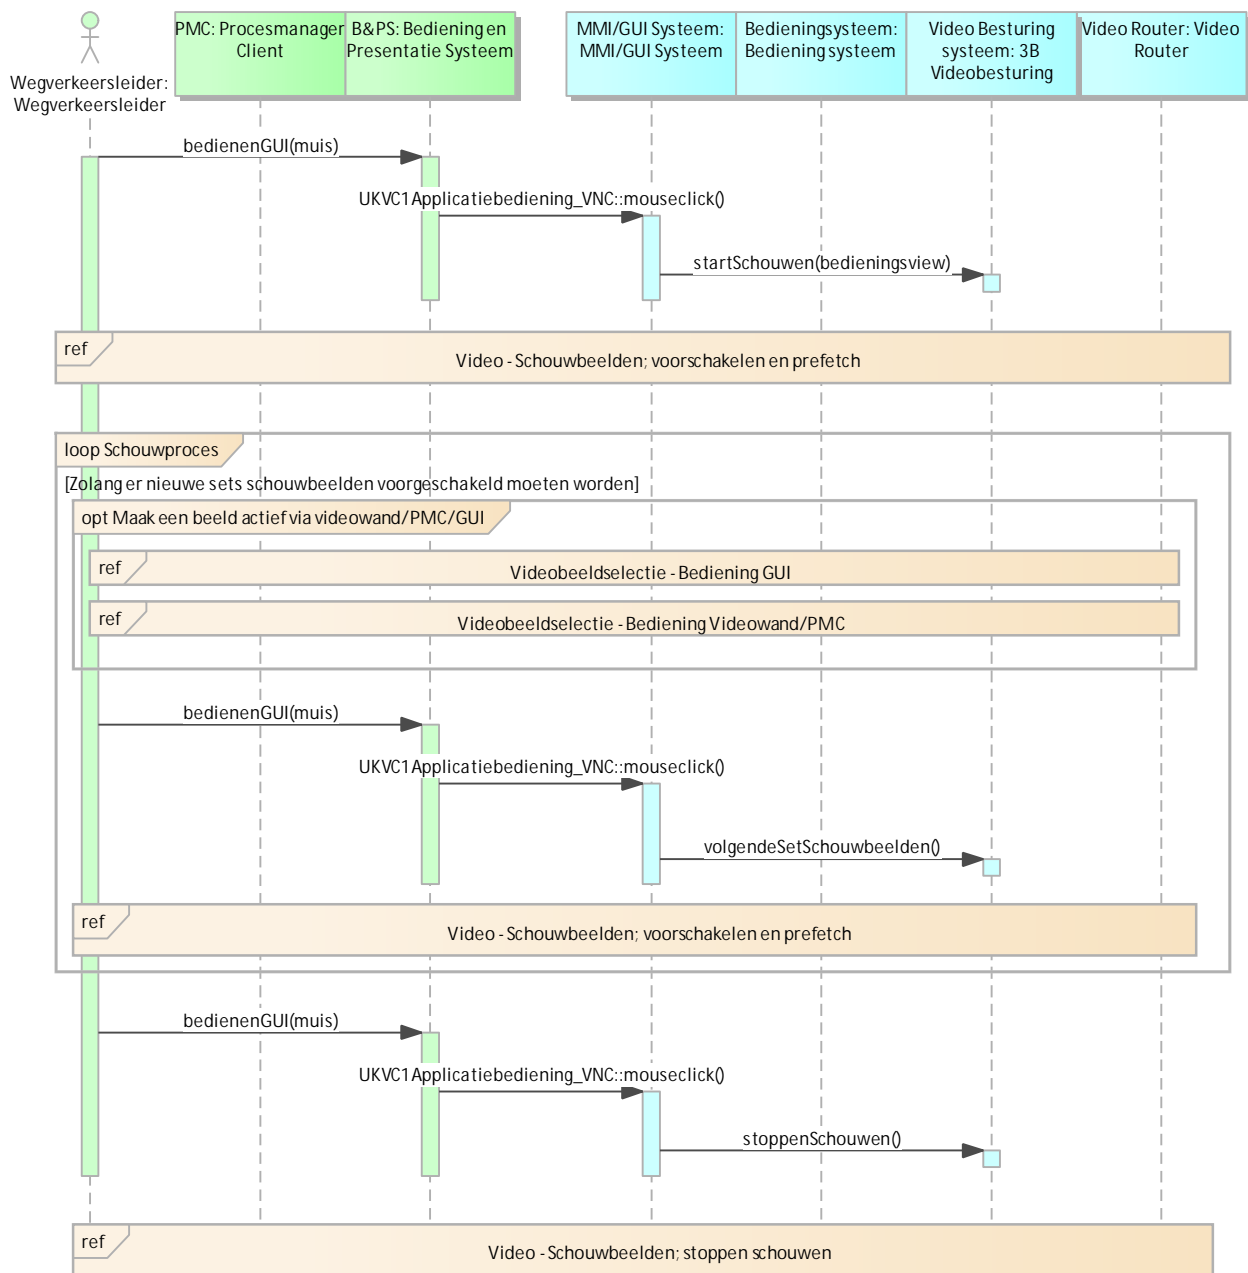 Wegverkeersleider:
Wegverkeersleider
PMC: Procesmanager
Client
B&PS: Bediening en
Presentatie Systeem
MMI/GUI Systeem:
MMI/GUI Systeem
Bedieningsysteem:
Bediening systeem
Video Besturing
systeem: 3B
Videobesturing
Video Router: Video
Router
bedienenGUI(muis)
UKVC1Applicatiebediening_VNC::mouseclick()
startSchouwen(bedieningsview)
ref
Video - Schouwbeelden; voorschakelen en prefetch
loop Schouwproces
[Zolang er nieuwe sets schouwbeelden voorgeschakeld moeten worden]
opt Maak een beeld actief via videowand/PMC/GUI
ref
Videobeeldselectie - Bediening GUI
ref
Videobeeldselectie - Bediening Videowand/PMC
bedienenGUI(muis)
UKVC1Applicatiebediening_VNC::mouseclick()
volgendeSetSchouwbeelden()
ref
Video - Schouwbeelden; voorschakelen en prefetch
bedienenGUI(muis)
UKVC1Applicatiebediening_VNC::mouseclick()
stoppenSchouwen()
ref
Video - Schouwbeelden; stoppen schouwen